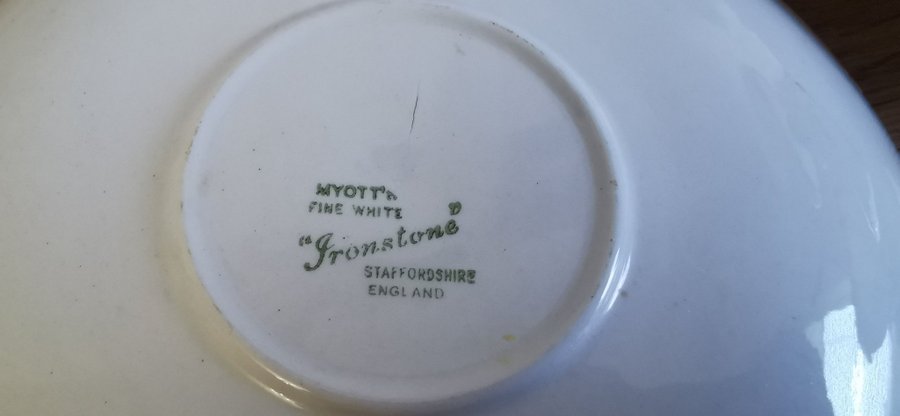 MYOTT'S
FINE WHITE
"Ironstone"
STAFFORDSHIRE
ENGLAND